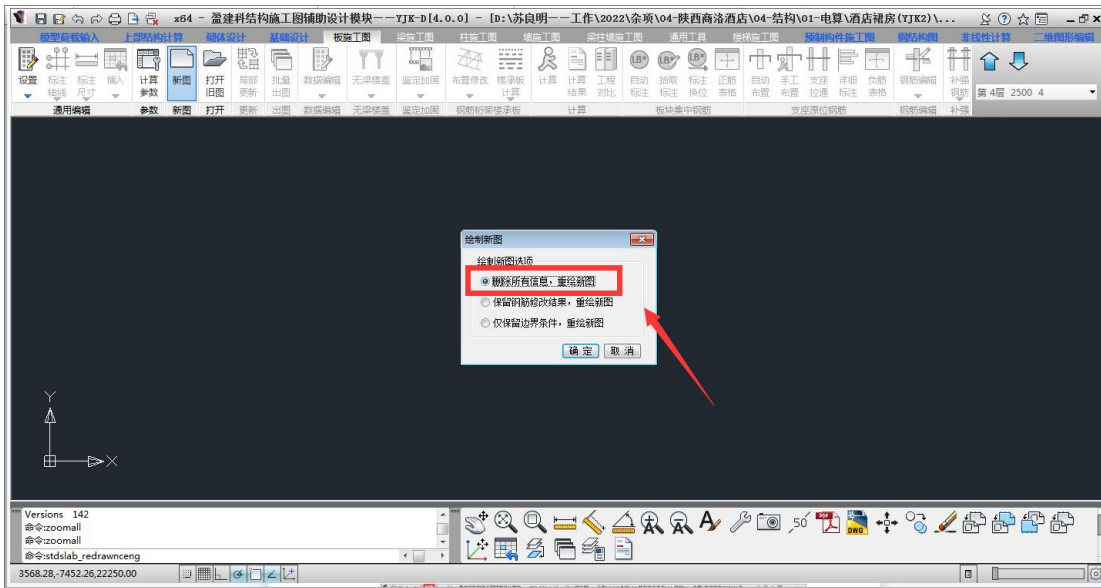 x64 - 盈建科结构施工图辅助设计模块——YJK-D[4.0.0] - [D:\苏良明——工作\2022\杂项\04-陕西商洛酒店\04-结构\01-电算\酒店裙房(YJK2)\...
模型荷载输入 上部结构计算 砌体设计 基础设计 板施工图 梁施工图 柱施工图 墙施工图 梁柱墙施工图 通用工具 楼梯施工图 预制构件施工图 钢结构图 非线性计算 二维图形编辑
设置 标注 标注 插入 计算 新图 打开 局部 批量 数据编辑 无梁楼盖 鉴定加固 布置修改 楼承板 计算 计算 工程 自动 拾取 标注 正筋 自动 手工 支座 详细 负筋 钢筋编辑 补强
轴线 尺寸 参数 旧图 更新 出图 计算 结果 对比 标注 标注 换位 表格 布置 布置 拉通 标注 表格 钢筋 第 4层 2500 4
通用编辑 参数 新图 打开 更新 出图 数据编辑 无梁楼盖 鉴定加固 钢筋桁架楼承板 计算 板块集中钢筋 支座原位钢筋 钢筋编辑 补强
绘制新图
绘制新图选项
删除所有信息，重绘新图
保留钢筋修改结果，重绘新图
仅保留边界条件，重绘新图
确定 取消
Y
X
Versions 142
命令:zoomall
命令:zoomall
命令:stdslab_redrawnceng
3568.28,-7452.26,22250.00